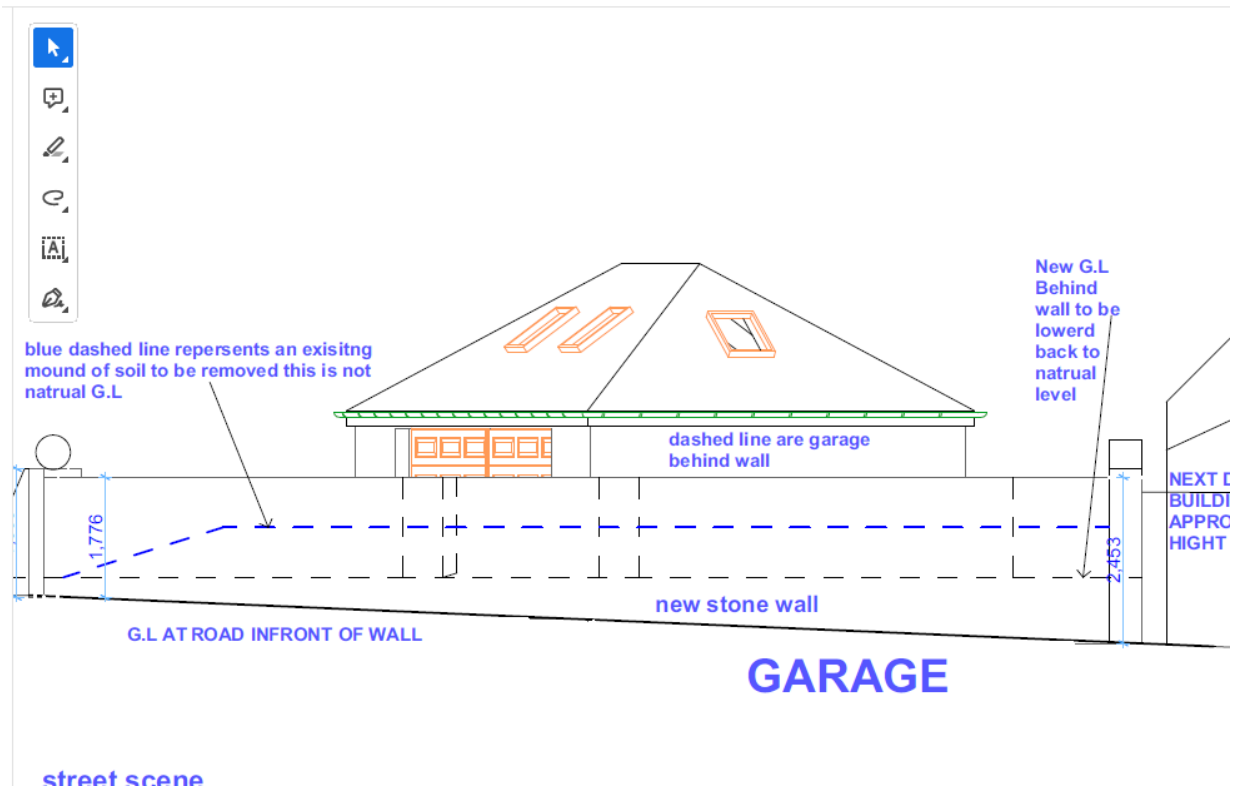 New G.L
Behind
wall to be
lowerd
back to
natrual
level
blue dashed line repersents an exisitng
mound of soil to be removed this is not
natrual G.L
dashed line are garage
behind wall
NEXT D
BUILDI
APPRO
HIGHT
1,776
2,453
new stone wall
G.L AT ROAD INFRONT OF WALL
GARAGE
street scene